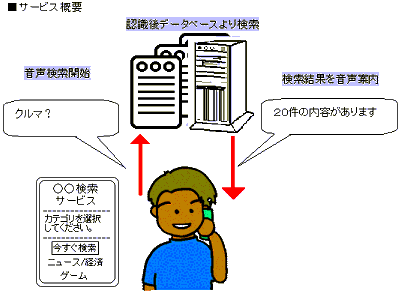 ■サービス概要
認識後データベースより検索
音声検索開始
検索結果を音声案内
クルマ？
20件の内容があります
○○検索
サービス
カテゴリを選択
してください。
今すぐ検索
ニュース/経済
ゲーム